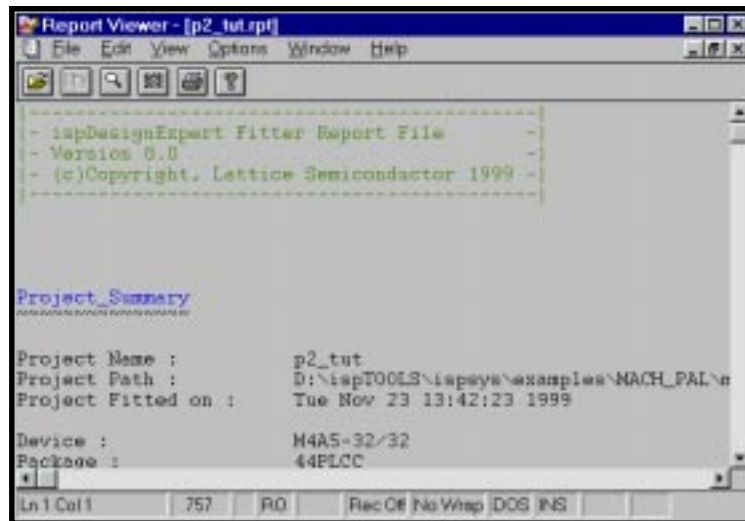 Report Viewer - [p2_tut.rpt]
File Edit View Options Window Help
|--------------------------------------------|
|- ispDesignExpert Fitter Report File -|
|- Version 8.0 -|
|- (c)Copyright, Lattice Semiconductor 1999 -|
|--------------------------------------------|
Project_Summary
~~~~~~~~~~~~~~~
Project Name : p2_tut
Project Path : D:\ispTOOLS\ispsys\examples\MACH_PAL\m
Project Fitted on : Tue Nov 23 13:42:23 1999
Device : M4A5-32/32
Package : 44PLCC
Ln 1 Col 1 757 RO Rec Off No Wrap DOS INS